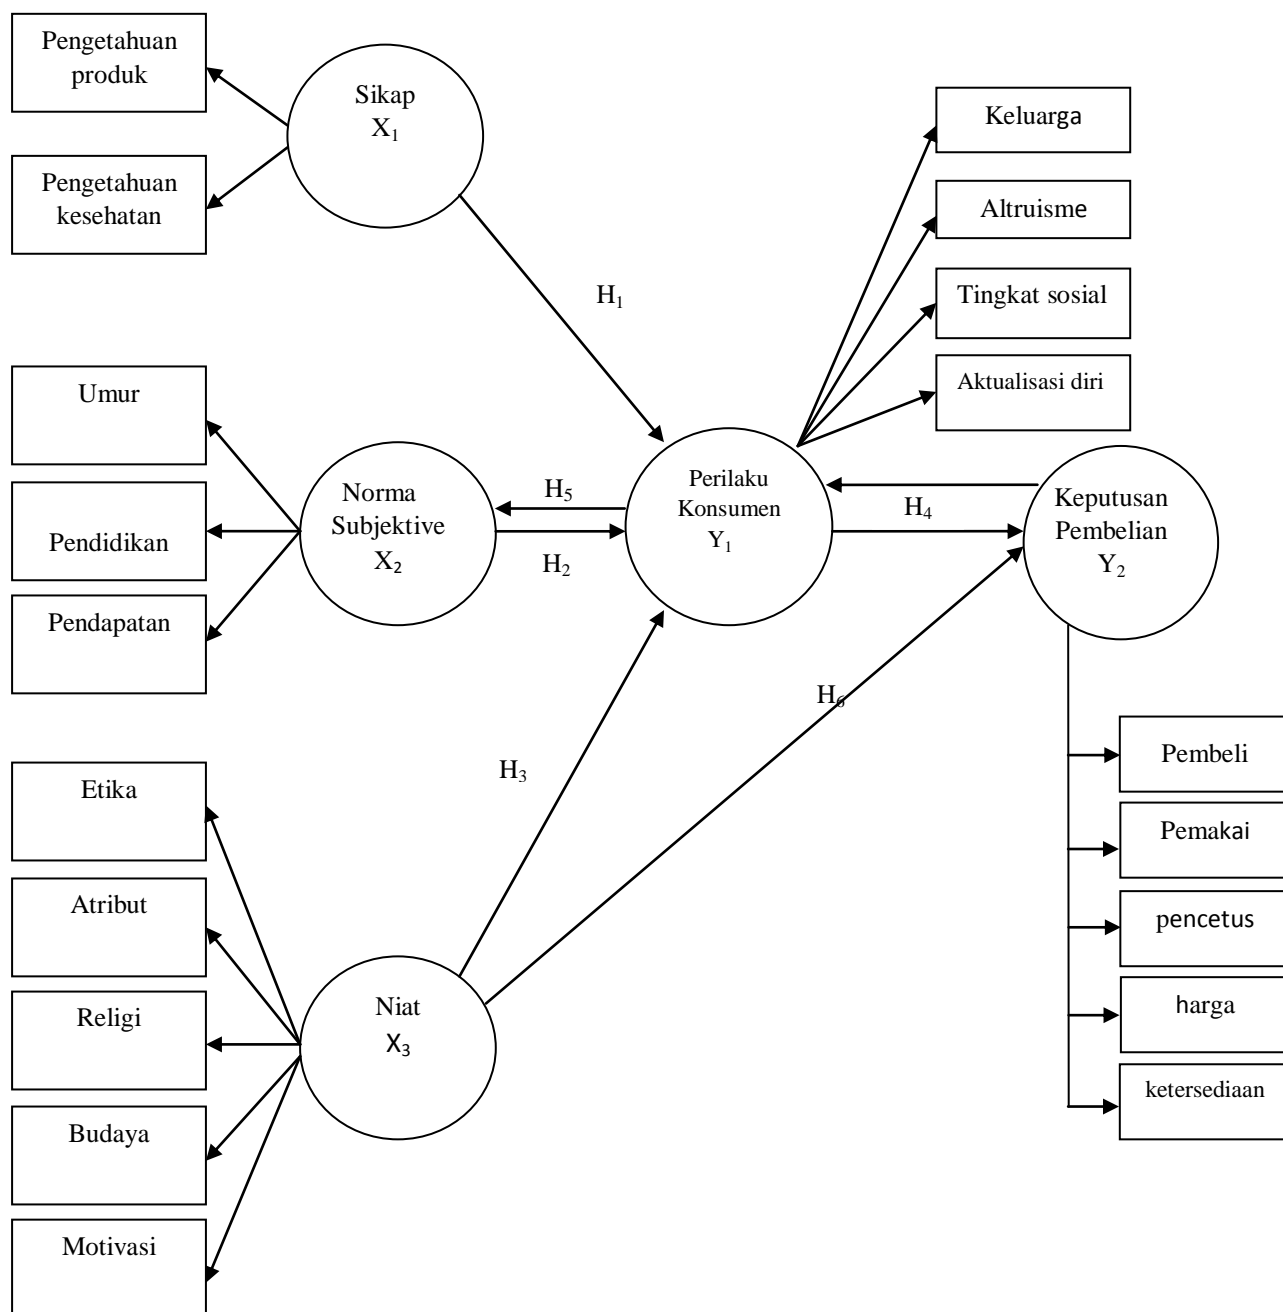 Pengetahuan
produk
Pengetahuan
kesehatan
Sikap
X₁
Keluarga
Altruisme
Tingkat sosial
Aktualisasi diri
H₁
Umur
Pendidikan
Pendapatan
Norma
Subjektive
X₂
H₅
H₂
Perilaku
Konsumen
Y₁
H₄
Keputusan
Pembelian
Y₂
H₃
H₆
Etika
Atribut
Religi
Budaya
Motivasi
Niat
X₃
Pembeli
Pemakai
pencetus
harga
ketersediaan